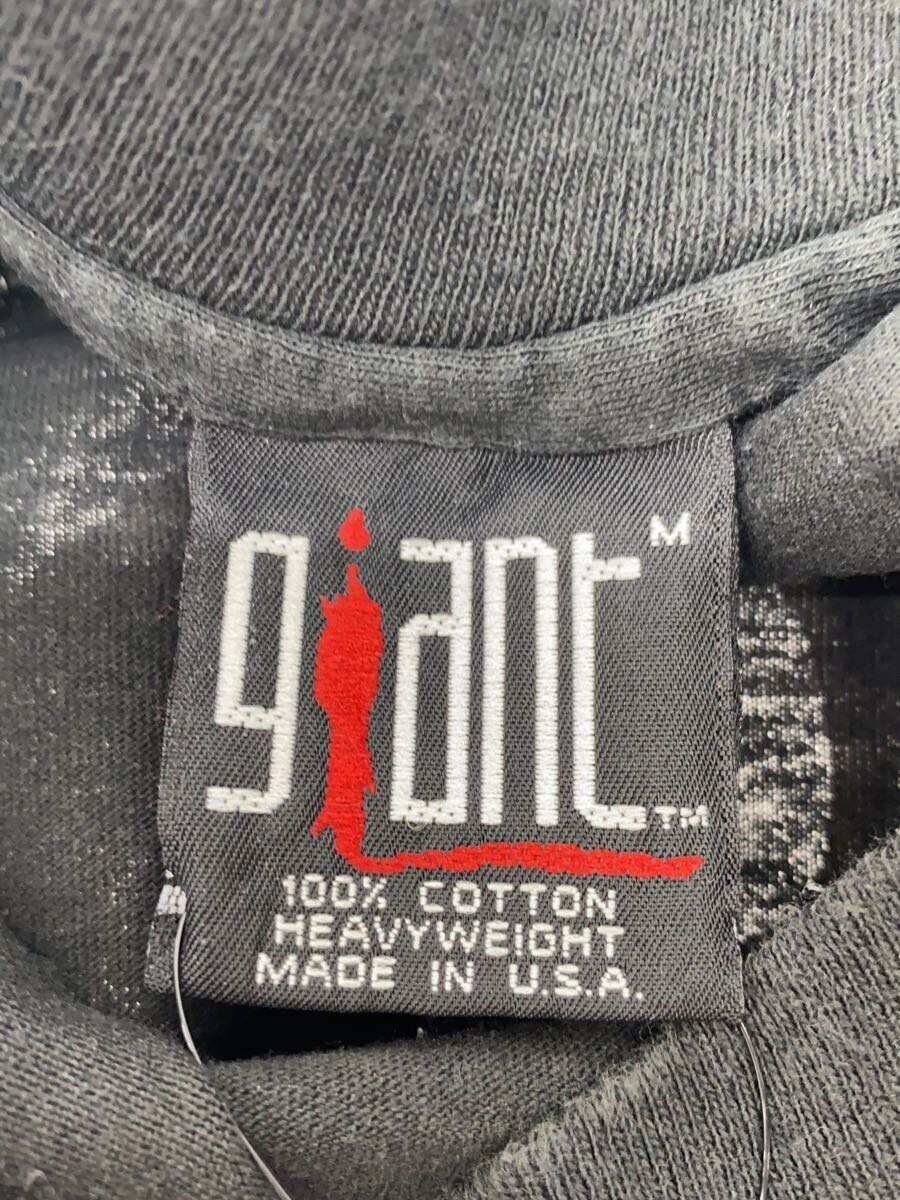 giant M
™
100% COTTON
HEAVYWEIGHT
MADE IN U.S.A.